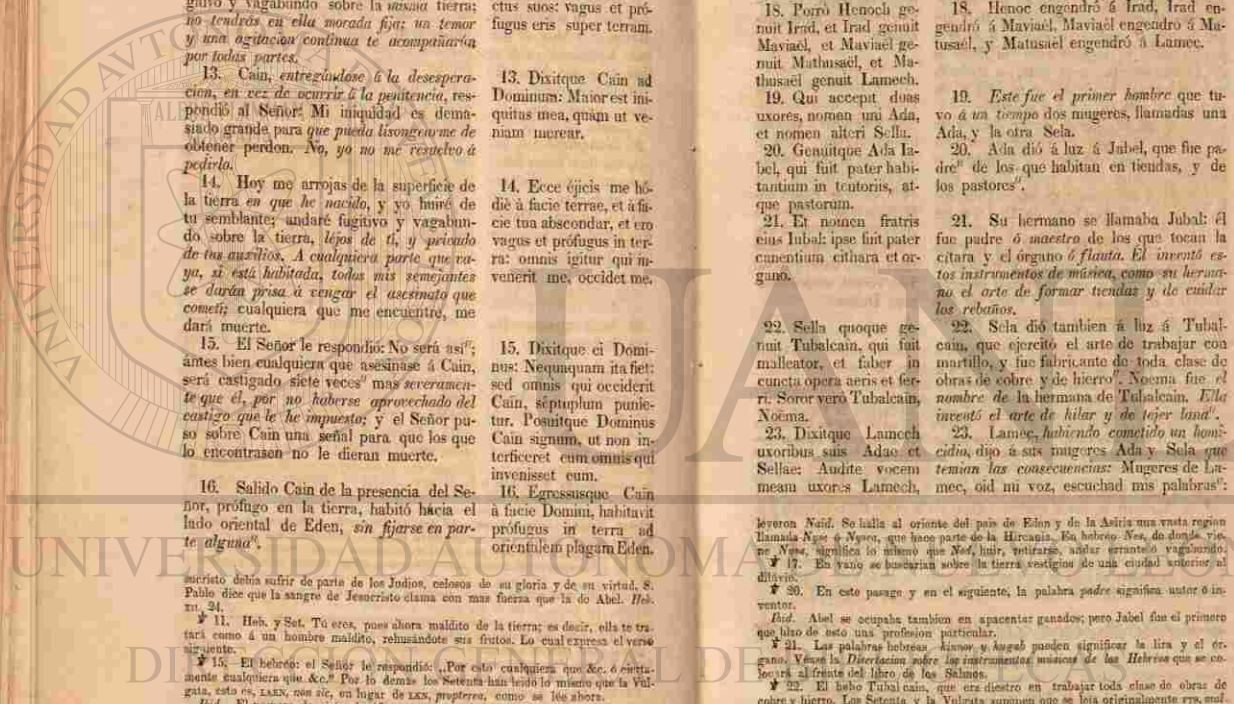 gitivo y vagabundo sobre la misma tierra;
no tendrás en ella morada fija; un temor
y una agitacion continua te acompañarán
por todas partes.
13. Cain, entregándose á la desespera-
cion, en vez de ocurrir á la penitencia, res-
pondió al Señor: Mi iniquidad es dema-
siado grande para que pueda lisongearme de
obtener perdon. No, yo no me resuelvo á
pedirlo.
14. Hoy me arrojas de la superficie de
la tierra en que he nacido, y yo huiré de
tu semblante; andaré fugitivo y vagabun-
do sobre la tierra, léjos de ti, y privado
de tus auxilios. A cualquiera parte que va-
ya, si está habitada, todos mis semejantes
se darán prisa á vengar el asesinato que
cometí; cualquiera que me encuentre, me
dará muerte.
15. El Señor le respondió: No será así";
ántes bien cualquiera que asesinase á Cain,
será castigado siete veces" mas severamen-
te que él, por no haberse aprovechado del
castigo que le he impuesto; y el Señor pu-
so sobre Cain una señal para que los que
lo encontrasen no le dieran muerte.
16. Salido Cain de la presencia del Se-
ñor, prófugo en la tierra, habitó hácia el
lado oriental de Eden, sin fijarse en par-
te alguna".
ctus suos: vagus et pró-
fugus eris super terram.
13. Dixitque Cain ad
Dominum: Maior est ini-
quitas mea, quàm ut ve-
niam merear.
14. Ecce éjicis me hó-
diè à facie terrae, et à fa-
cie tua abscondar, et ero
vagus et prófugus in ter-
ra: omnis igitur qui in-
venerit me, occidet me.
15. Dixitque ei Domi-
nus: Nequaquam ita fiet:
sed omnis qui occiderit
Cain, séptuplum punie-
tur. Posuitque Dominus
Cain signum, ut non in-
terficeret eum omnis qui
invenisset eum.
16. Egressusque Cain
à facie Domini, habitavit
prófugus in terra ad
orientalem plagam Eden.
sucristo debia sufrir de parte de los Judíos, celosos de su gloria y de su virtud. S.
Pablo dice que la sangre de Jesucristo clama con mas fuerza que la de Abel. Heb.
XII. 24.
℣ 11. Heb. y Set. Tú eres, pues ahora maldito de la tierra; es decir, ella te tra-
tará como á un hombre maldito, rehusándote sus frutos. Lo cual expresa el verso
siguiente.
℣ 15. El hebreo: el Señor le respondió: „Por esto cualquiera que &c. ó cierta-
mente cualquiera que &c." Por lo demás los Setenta han leido lo mismo que la Vul-
gata, esto es, LAEN, non sic, en lugar de LKN, propterea, como se lée ahora.
18. Porrò Henoch ge-
nuit Irad, et Irad genuit
Maviaël, et Maviaël ge-
nuit Mathusaël, et Ma-
thusaël genuit Lamech.
19. Qui accepit duas
uxores, nomen uni Ada,
et nomen alteri Sella.
20. Genuitque Ada Ia-
bel, qui fuit pater habi-
tantium in tentoriis, at-
que pastorum.
21. Et nomen fratris
eius Iubal: ipse fuit pater
canentium cithara et or-
gano.
22. Sella quoque ge-
nuit Tubalcain, qui fuit
malleator, et faber in
cuncta opera aeris et fer-
ri. Soror verò Tubalcain,
Noëma.
23. Dixitque Lamech
uxoribus suis Adae et
Sellae: Audite vocem
meam uxores Lamech,
18. Henoc engendró á Irad, Irad en-
gendró á Maviaël, Maviaël engendró á Ma-
tusaël, y Matusaël engendró á Lamec.
19. Este fue el primer hombre que tu-
vo á un tiempo dos mugeres, llamadas una
Ada, y la otra Sela.
20. Ada dió á luz á Jabel, que fue pa-
dre" de los que habitan en tiendas, y de
los pastores".
21. Su hermano se llamaba Jubal: él
fue padre ó maestro de los que tocan la
cítara y el órgano ó flauta. El inventó es-
tos instrumentos de música, como su herma-
no el arte de formar tiendas y de cuidar
los rebaños.
22. Sela dió tambien á luz á Tubal-
cain, que ejercitó el arte de trabajar con
martillo, y fue fabricante de toda clase de
obras de cobre y de hierro". Noema fue el
nombre de la hermana de Tubalcain. Ella
inventó el arte de hilar y de tejer lana".
23. Lamec, habiendo cometido un homi-
cidio, dijo á sus mugeres Ada y Sela que
temian las consecuencias: Mugeres de La-
mec, oid mi voz, escuchad mis palabras":
leyeron Naid. Se halla al oriente del pais de Eden y de la Asiria una vasta region
llamada Nyse ó Nysea, que hace parte de la Hircania. En hebreo Nes, de donde vie-
ne Nyse, significa lo mismo que Nod, huir, retirarse, andar errante ó vagabundo.
℣ 17. En vano se buscarian sobre la tierra vestigios de una ciudad anterior al
diluvio.
℣ 20. En este pasage y en el siguiente, la palabra padre significa autor ó in-
ventor.
Ibid. Abel se ocupaba tambien en apacentar ganados; pero Jabel fue el primero
que hizo de esto una profesion particular.
℣ 21. Las palabras hebreas kinnor y hugab pueden significar la lira y el ór-
gano. Véase la Disertacion sobre los instrumentos músicos de los Hebreos que se co-
locará al frente del libro de los Salmos.
℣ 22. El hebo Tubalcain, que era diestro en trabajar toda clase de obras de
cobre y hierro. Los Setenta y la Vulgata suponen que se leia originalmente
UANL
UNIVERSIDAD AUTÓNOMA DE NUEVO LEÓN
DIRECCIÓN GENERAL DE BIBLIOTECAS